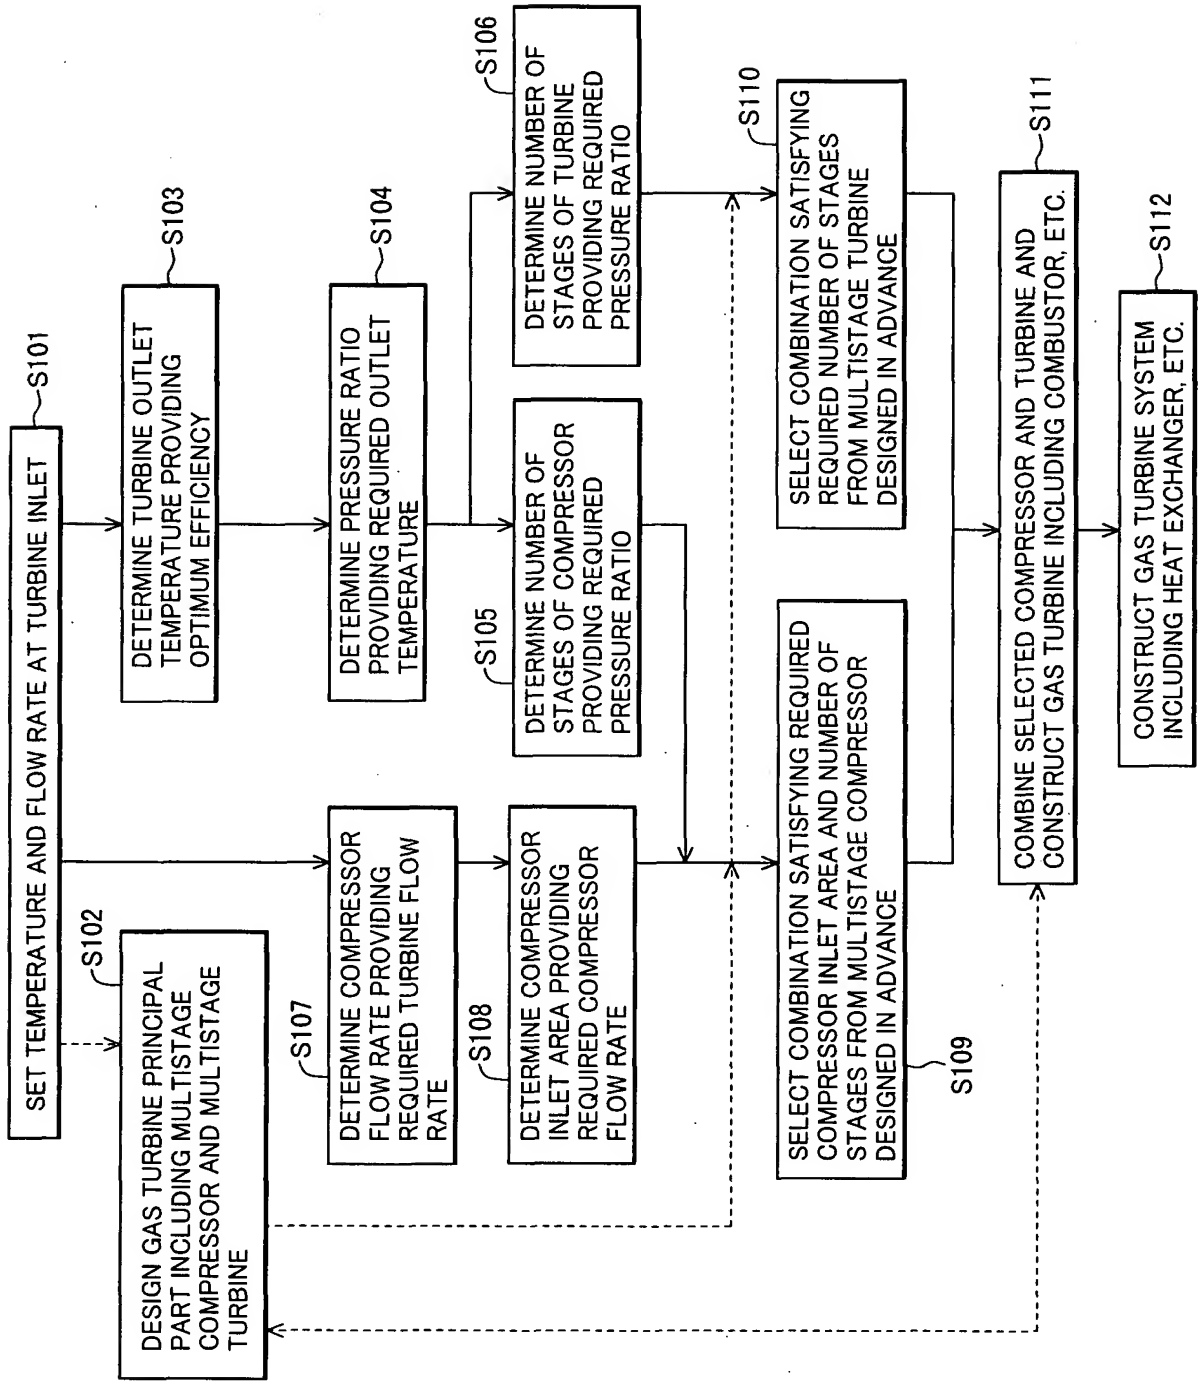 SET TEMPERATURE AND FLOW RATE AT TURBINE INLET
S101
DESIGN GAS TURBINE PRINCIPAL
PART INCLUDING MULTISTAGE
COMPRESSOR AND MULTISTAGE
TURBINE
S102
DETERMINE TURBINE OUTLET
TEMPERATURE PROVIDING
OPTIMUM EFFICIENCY
S103
DETERMINE PRESSURE RATIO
PROVIDING REQUIRED OUTLET
TEMPERATURE
S104
S107
DETERMINE COMPRESSOR
FLOW RATE PROVIDING
REQUIRED TURBINE FLOW
RATE
S108
DETERMINE COMPRESSOR
INLET AREA PROVIDING
REQUIRED COMPRESSOR
FLOW RATE
S105
DETERMINE NUMBER OF
STAGES OF COMPRESSOR
PROVIDING REQUIRED
PRESSURE RATIO
S106
DETERMINE NUMBER OF
STAGES OF TURBINE
PROVIDING REQUIRED
PRESSURE RATIO
SELECT COMBINATION SATISFYING REQUIRED
COMPRESSOR INLET AREA AND NUMBER OF
STAGES FROM MULTISTAGE COMPRESSOR
DESIGNED IN ADVANCE
S109
S110
SELECT COMBINATION SATISFYING
REQUIRED NUMBER OF STAGES
FROM MULTISTAGE TURBINE
DESIGNED IN ADVANCE
COMBINE SELECTED COMPRESSOR AND TURBINE AND
CONSTRUCT GAS TURBINE INCLUDING COMBUSTOR, ETC.
S111
CONSTRUCT GAS TURBINE SYSTEM
INCLUDING HEAT EXCHANGER, ETC.
S112